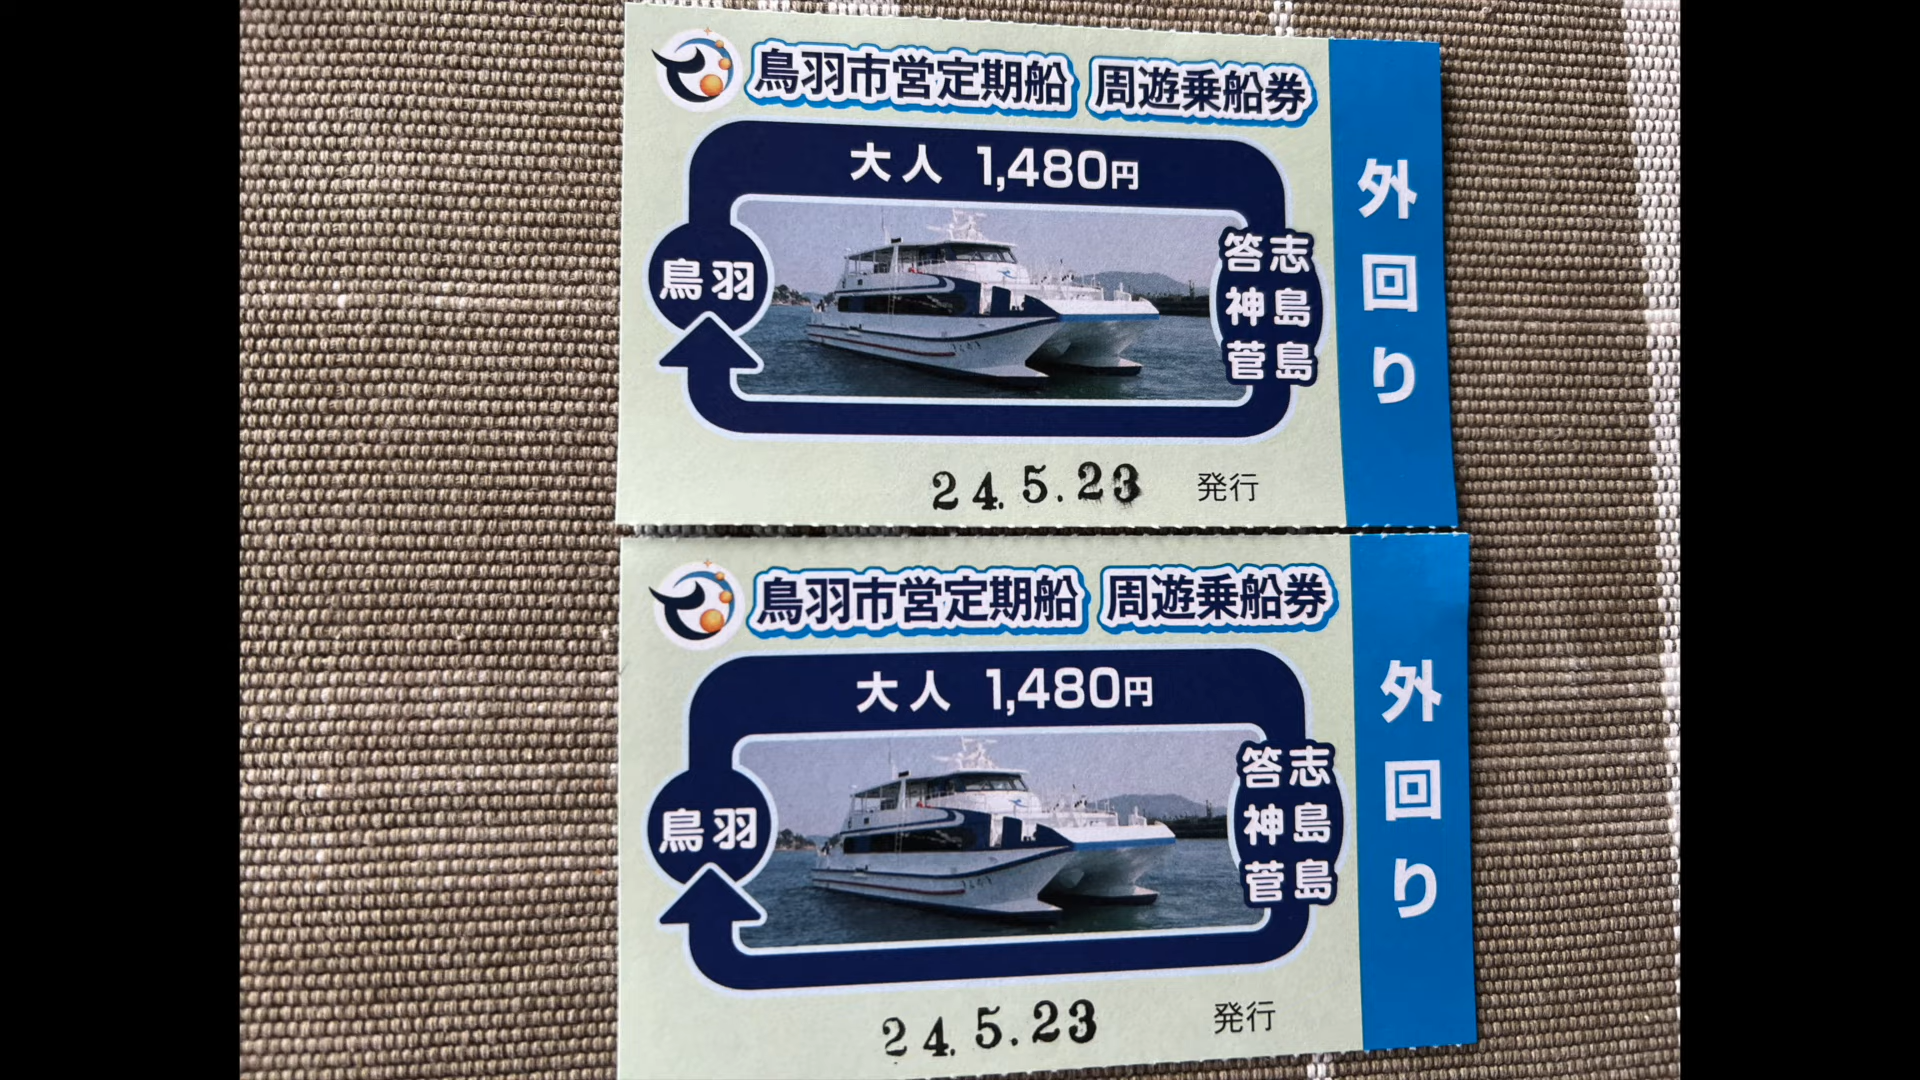 鳥羽市営定期船 周遊乗船券
大人 1,480円
鳥羽
答志
神島
菅島
外回り
24.5.23 発行
鳥羽市営定期船 周遊乗船券
大人 1,480円
鳥羽
答志
神島
菅島
外回り
24.5.23 発行